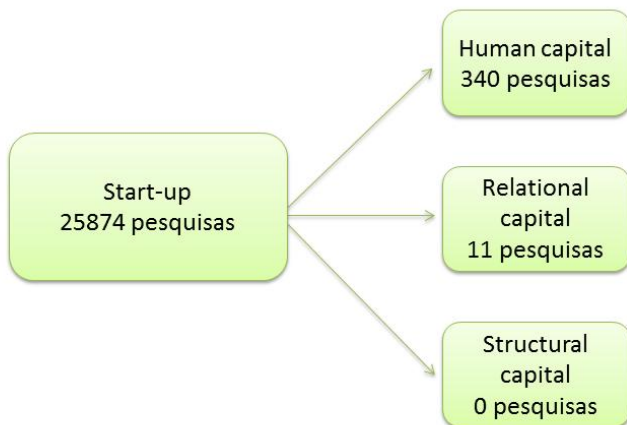 Human capital
340 pesquisas
Start-up
25874 pesquisas
Relational
capital
11 pesquisas
Structural
capital
0 pesquisas